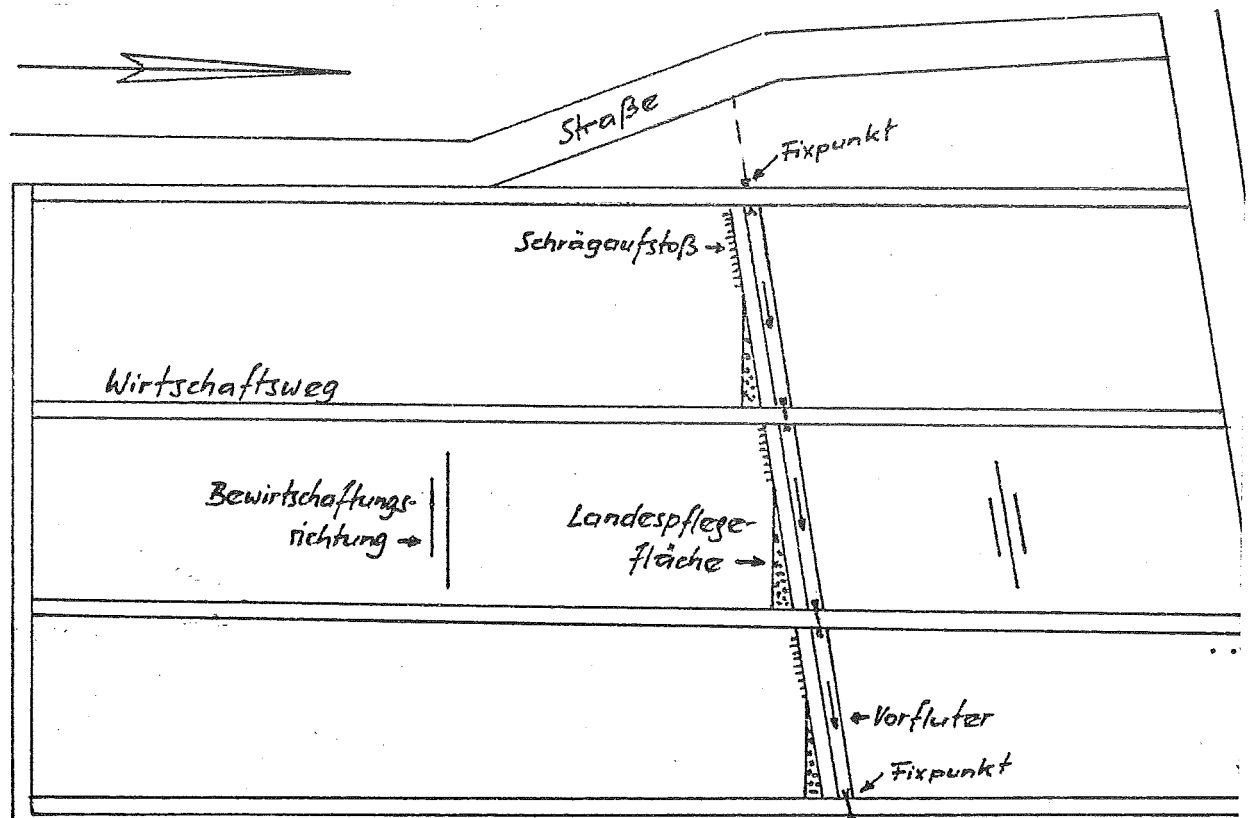 Straße
Fixpunkt
Schrägaufstoß
Wirtschaftsweg
Bewirtschaftungs-
richtung
Landespflege-
fläche
Vorfluter
Fixpunkt